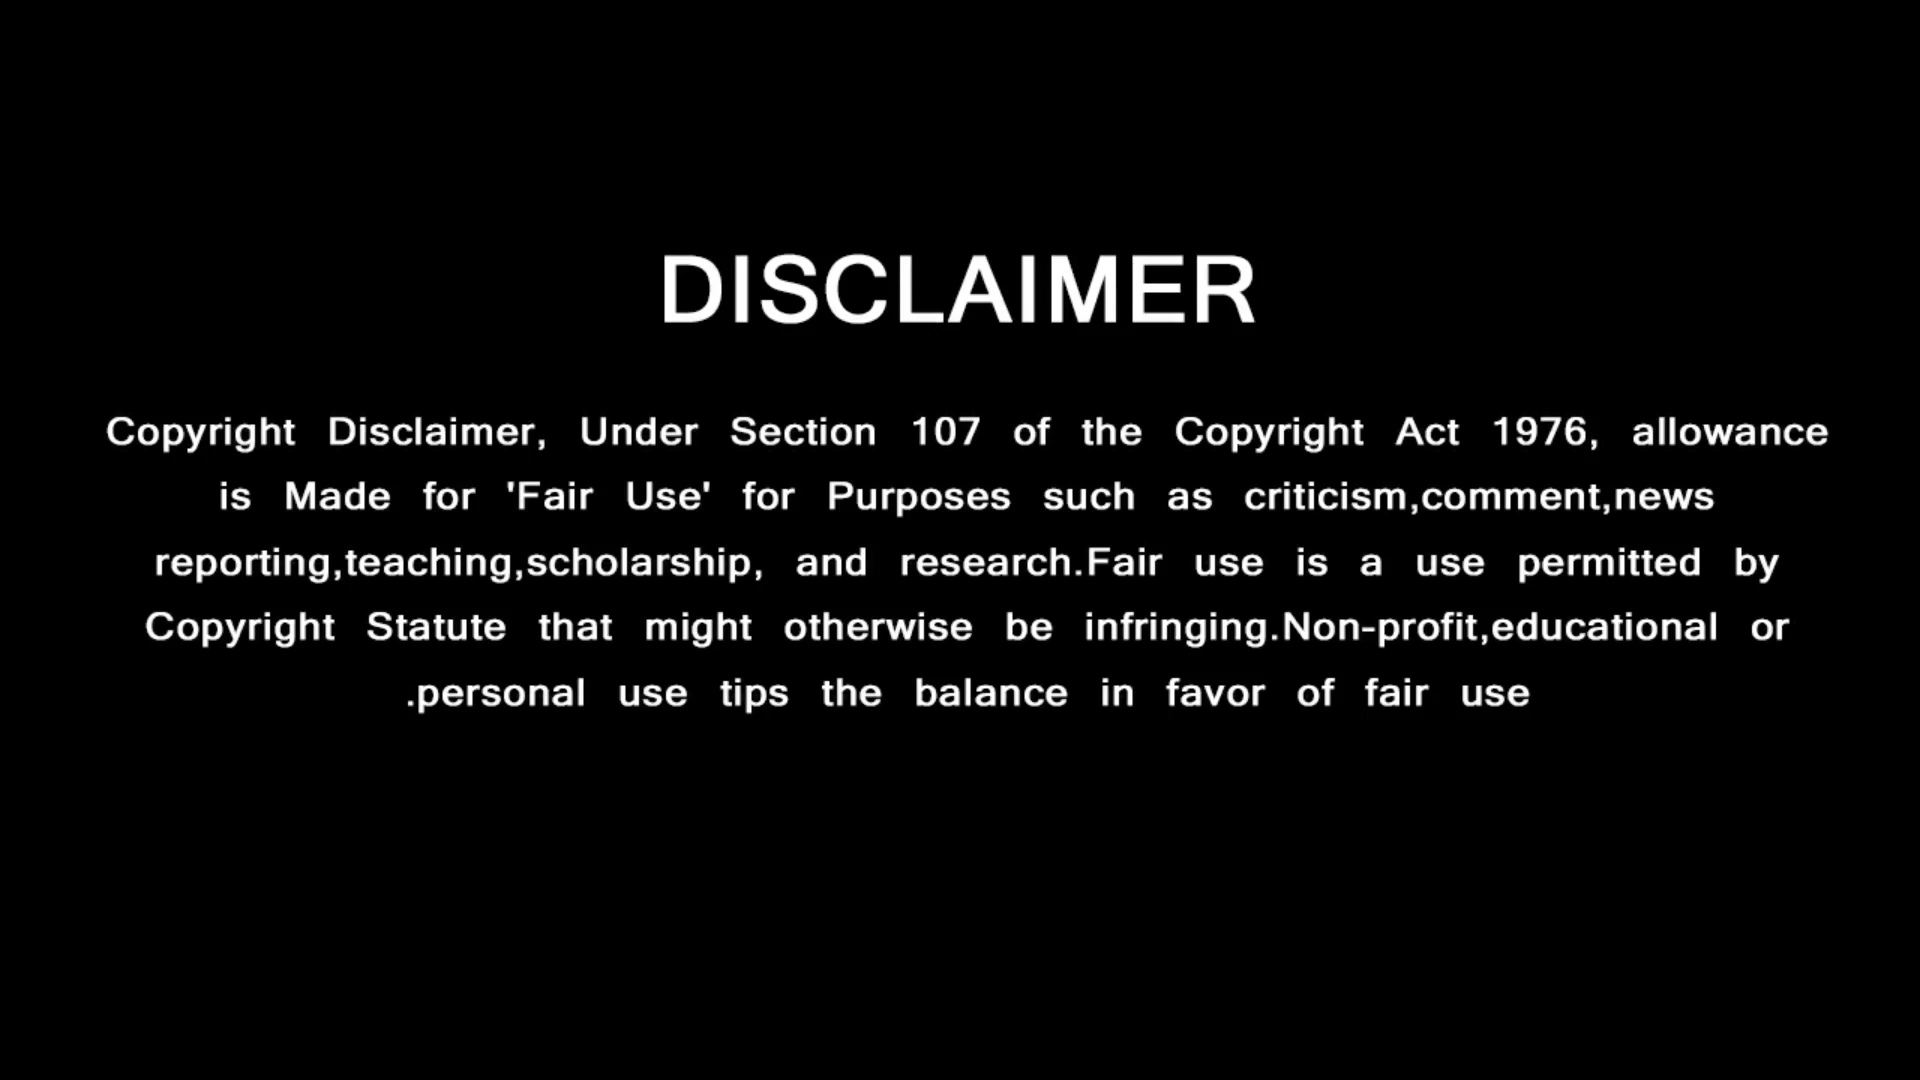 DISCLAIMER
Copyright Disclaimer, Under Section 107 of the Copyright Act 1976, allowance
is Made for 'Fair Use' for Purposes such as criticism,comment,news
reporting,teaching,scholarship, and research.Fair use is a use permitted by
Copyright Statute that might otherwise be infringing.Non-profit,educational or
.personal use tips the balance in favor of fair use